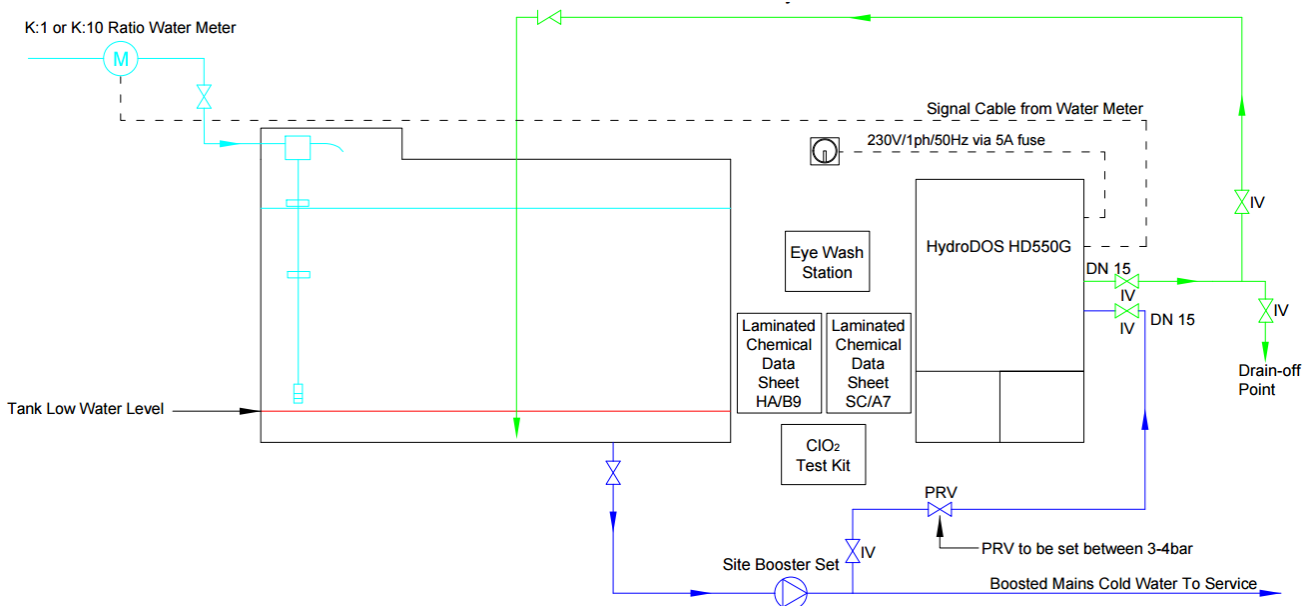 K:1 or K:10 Ratio Water Meter
M
Signal Cable from Water Meter
230V/1ph/50Hz via 5A fuse
IV
HydroDOS HD550G
Eye Wash
Station
DN 15
IV
IV
DN 15
IV
Laminated
Chemical
Data
Sheet
HA/B9
Laminated
Chemical
Data
Sheet
SC/A7
Drain-off
Point
Tank Low Water Level
ClO2
Test Kit
PRV
IV
PRV to be set between 3-4bar
Site Booster Set
Boosted Mains Cold Water To Service